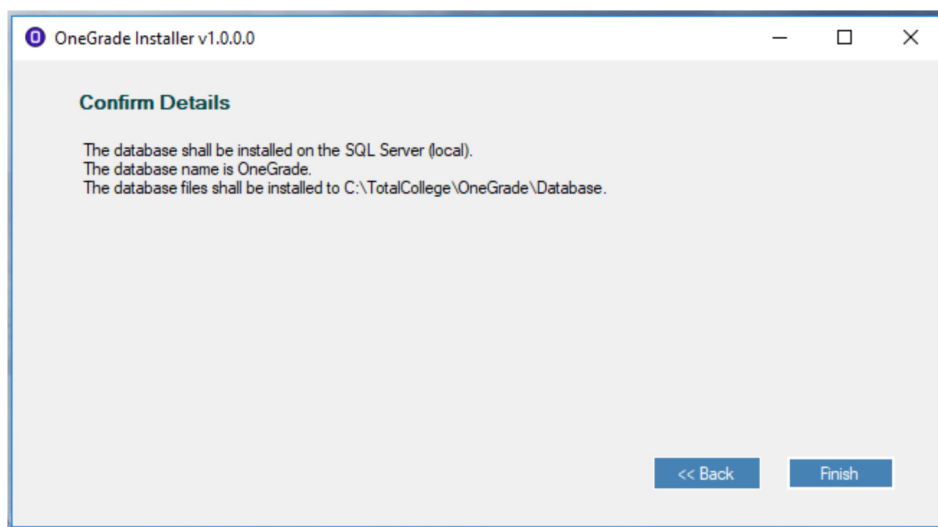 OneGrade Installer v1.0.0.0
Confirm Details
The database shall be installed on the SQL Server (local).
The database name is OneGrade.
The database files shall be installed to C:\TotalCollege\OneGrade\Database.
<< Back
Finish